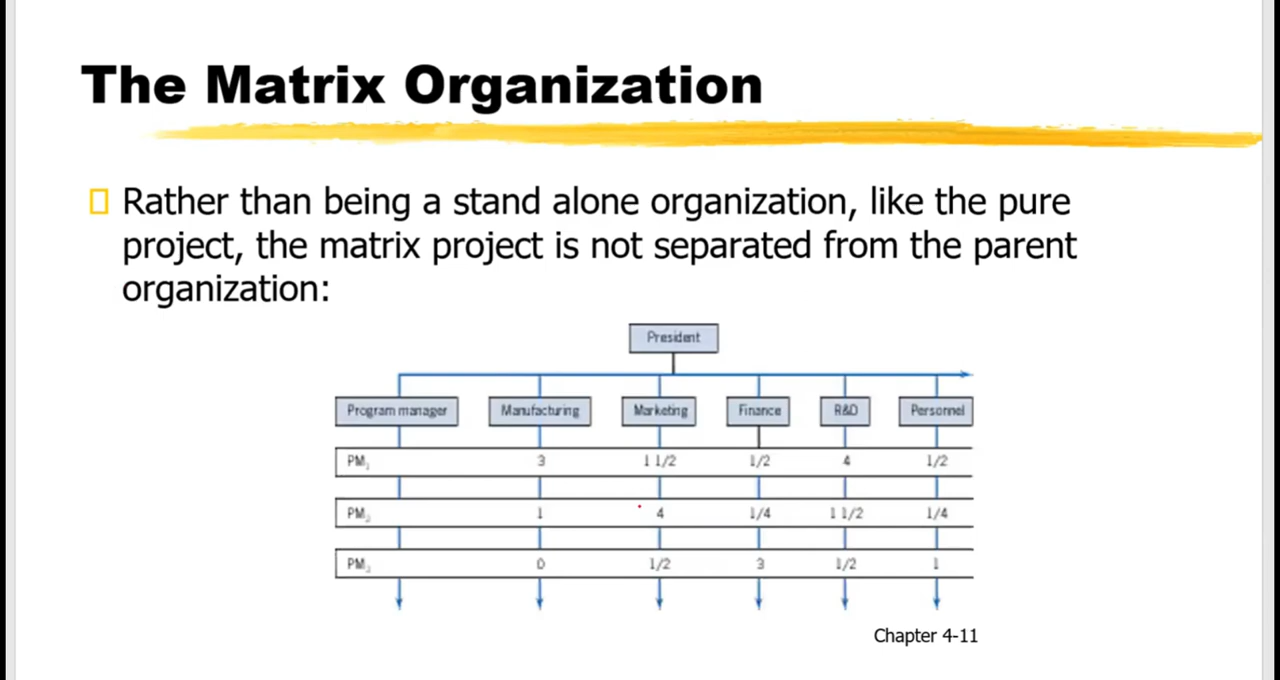 The Matrix Organization
Rather than being a stand alone organization, like the pure
project, the matrix project is not separated from the parent
organization:
President
Program manager Manufacturing Marketing Finance R&D Personnel
PM₁ 3 1 1/2 1/2 4 1/2
PM₂ 1 4 1/4 1 1/2 1/4
PM₃ 0 1/2 3 1/2 1
Chapter 4-11